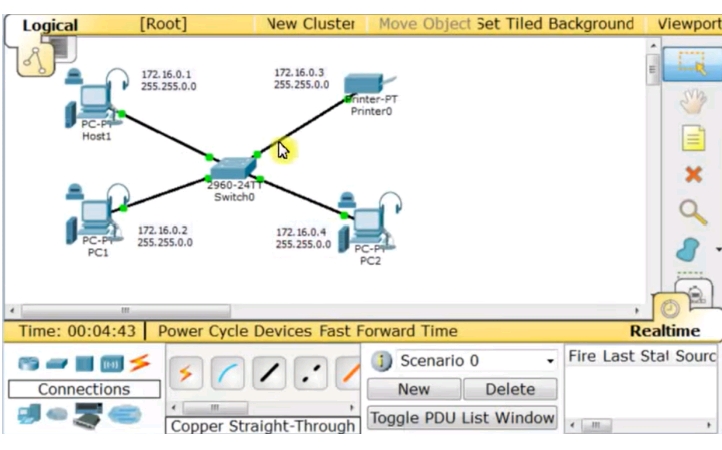 Logical [Root] New Cluster Move Object Set Tiled Background Viewport
172.16.0.1
255.255.0.0
172.16.0.3
255.255.0.0
PC-PT
Host1
Printer-PT
Printer0
2960-24TT
Switch0
172.16.0.2
255.255.0.0
172.16.0.4
255.255.0.0
PC-PT
PC1
PC-PT
PC2
Time: 00:04:43 Power Cycle Devices Fast Forward Time Realtime
Scenario 0
Fire Last Stat Sourc
Connections
New Delete
Toggle PDU List Window
Copper Straight-Through